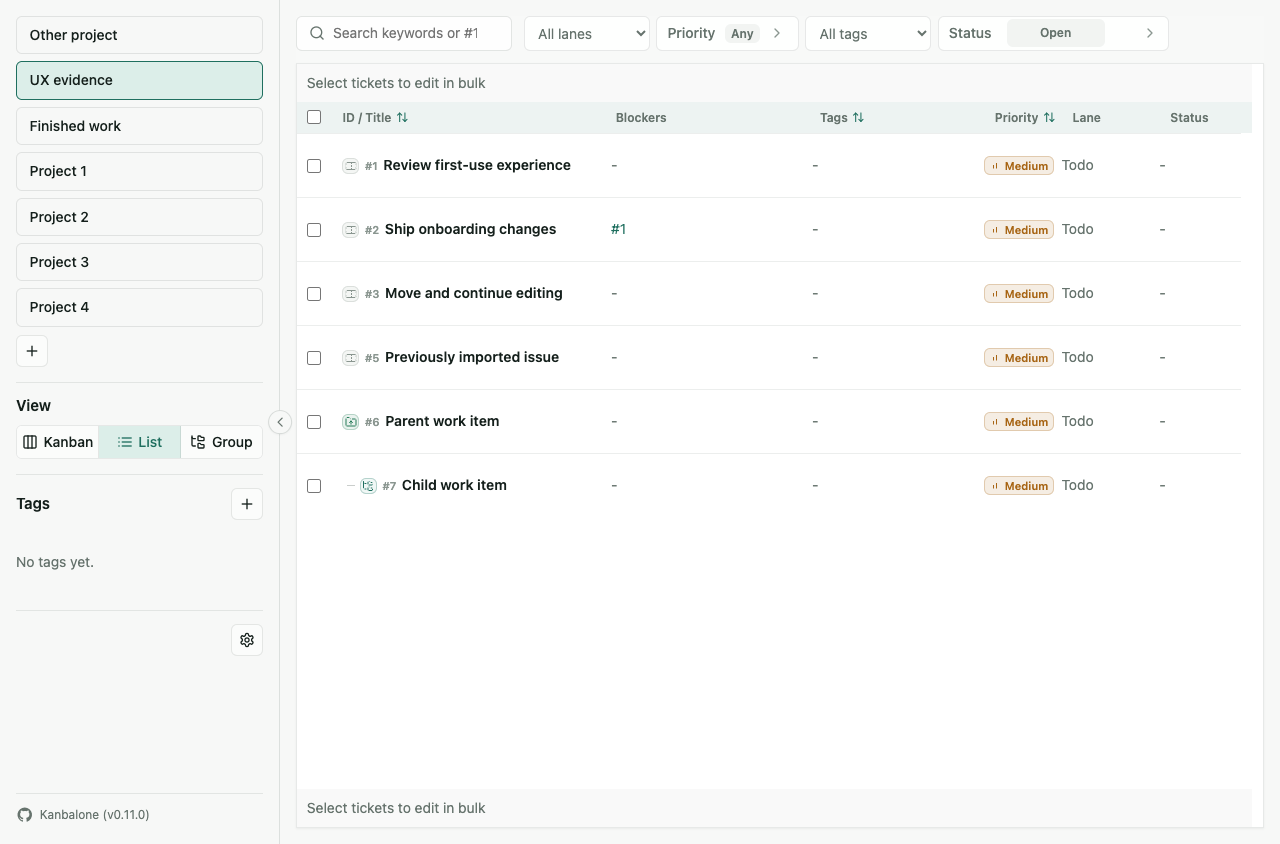 Other project
UX evidence
Finished work
Project 1
Project 2
Project 3
Project 4
View
Kanban List Group
Tags
No tags yet.
Kanbalone (v0.11.0)
Search keywords or #1 All lanes Priority Any All tags Status Open
Select tickets to edit in bulk
ID / Title Blockers Tags Priority Lane Status
#1 Review first-use experience - - Medium Todo -
#2 Ship onboarding changes #1 - Medium Todo -
#3 Move and continue editing - - Medium Todo -
#5 Previously imported issue - - Medium Todo -
#6 Parent work item - - Medium Todo -
#7 Child work item - - Medium Todo -
Select tickets to edit in bulk